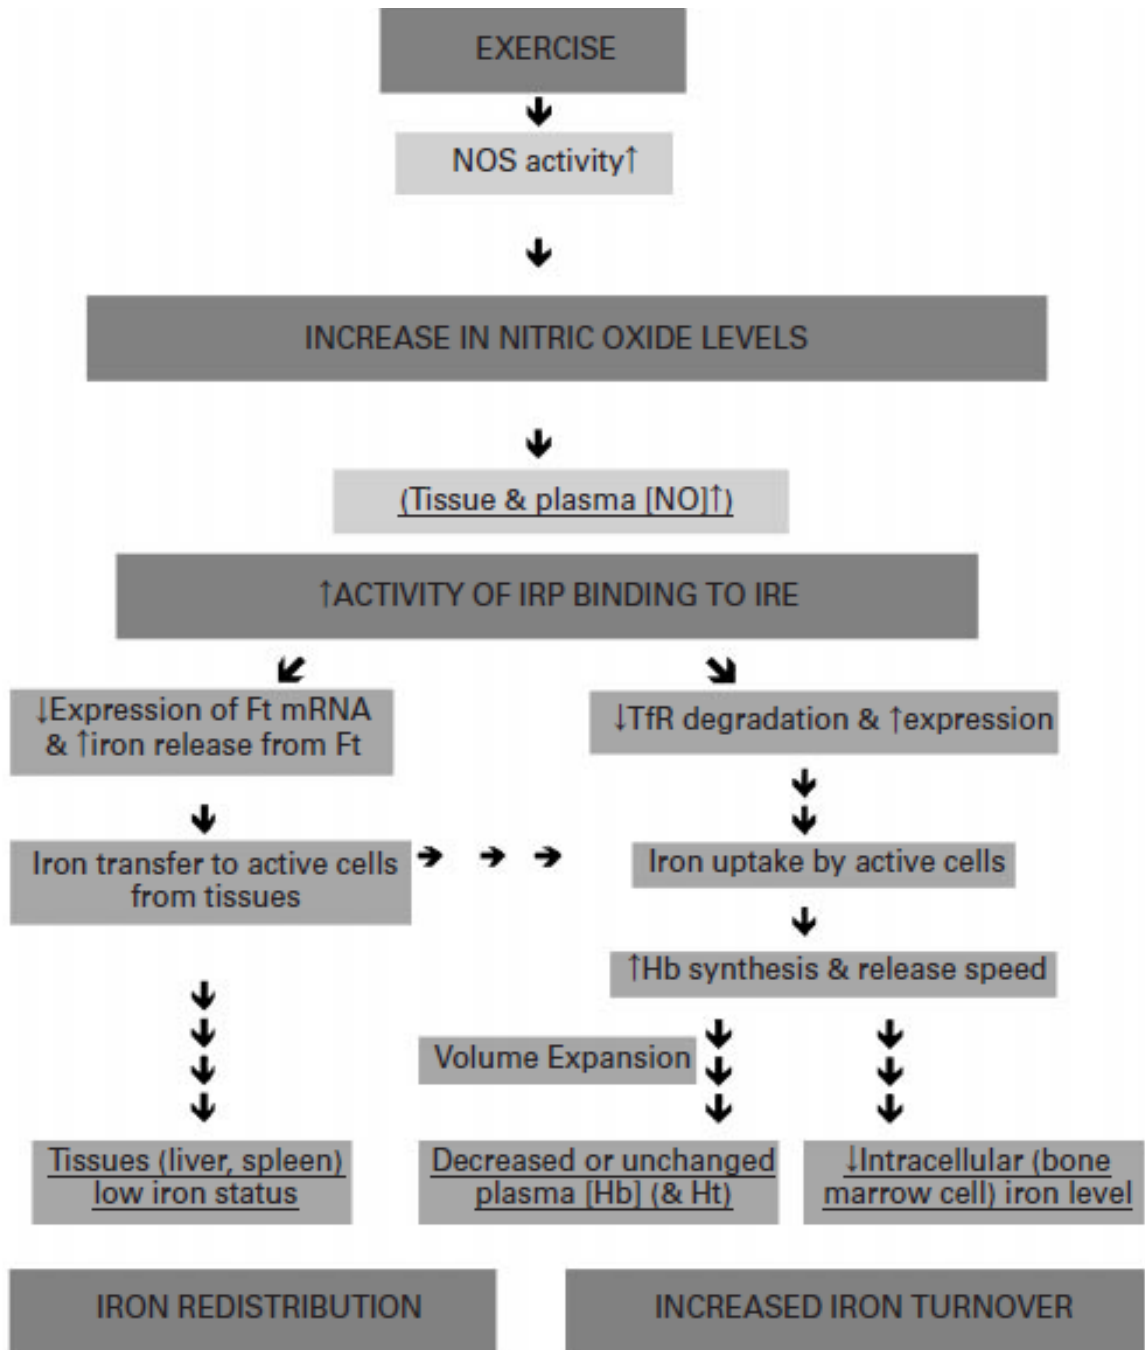 EXERCISE
NOS activity↑
INCREASE IN NITRIC OXIDE LEVELS
(Tissue & plasma [NO]↑)
↑ACTIVITY OF IRP BINDING TO IRE
↓Expression of Ft mRNA
& ↑iron release from Ft
↓TfR degradation & ↑expression
Iron transfer to active cells
from tissues
Iron uptake by active cells
↑Hb synthesis & release speed
Volume Expansion
Tissues (liver, spleen)
low iron status
Decreased or unchanged
plasma [Hb] (& Ht)
↓Intracellular (bone
marrow cell) iron level
IRON REDISTRIBUTION
INCREASED IRON TURNOVER